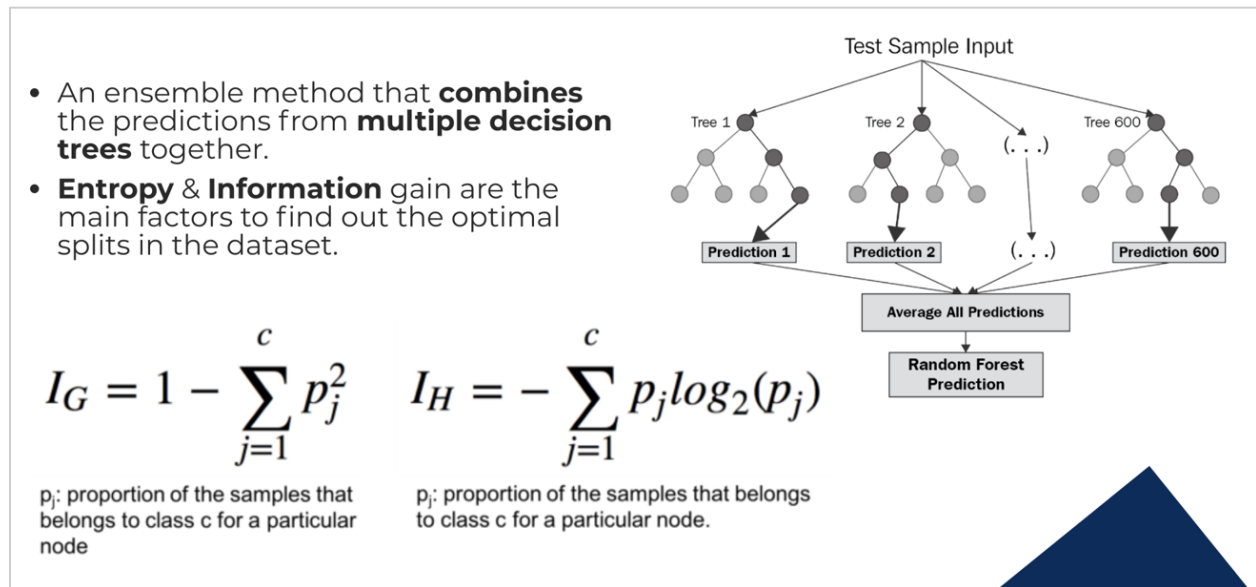 • An ensemble method that combines
the predictions from multiple decision
trees together.
• Entropy & Information gain are the
main factors to find out the optimal
splits in the dataset.
Test Sample Input
Tree 1
Tree 2
(. . .)
Tree 600
Prediction 1
Prediction 2
(. . .)
Prediction 600
Average All Predictions
Random Forest
Prediction
I_G = 1 − ∑_{j=1}^{c} p_j^2
I_H = − ∑_{j=1}^{c} p_j log_2(p_j)
p_j: proportion of the samples that
belongs to class c for a particular
node
p_j: proportion of the samples that belongs
to class c for a particular node.